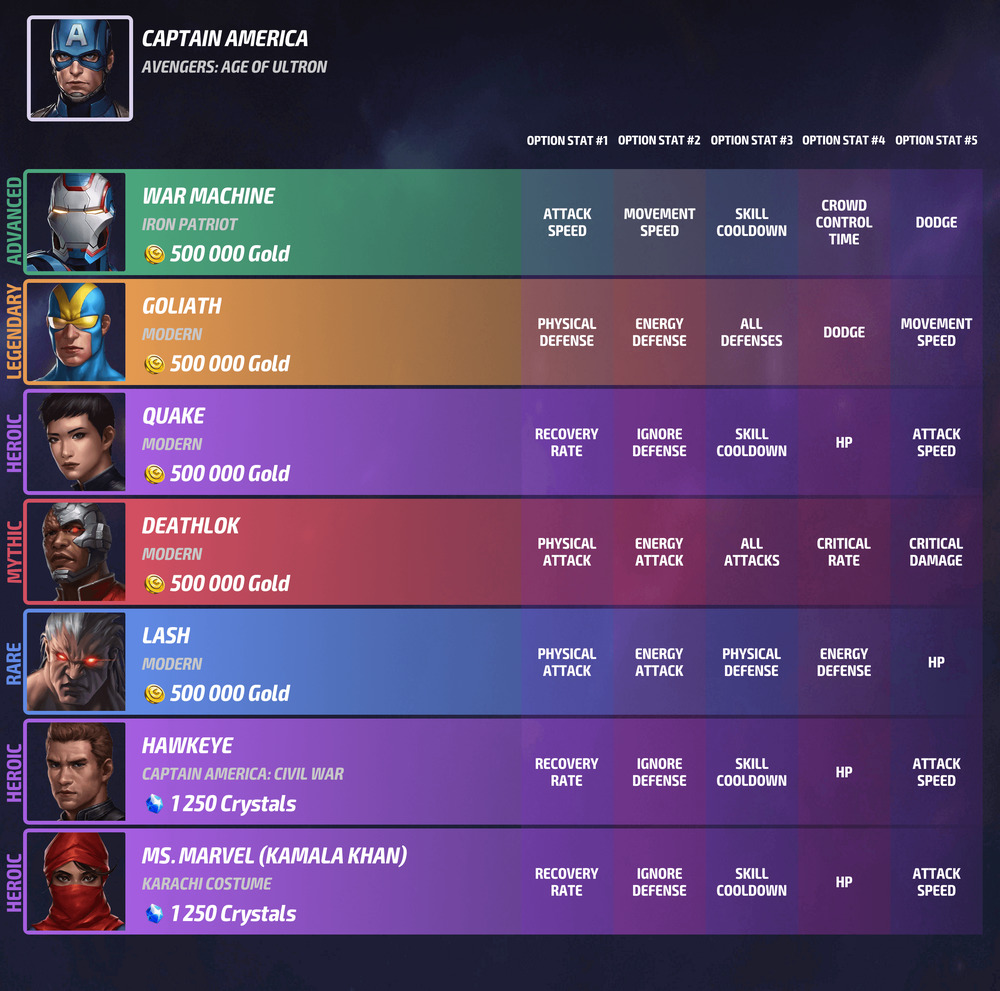 CAPTAIN AMERICA
AVENGERS: AGE OF ULTRON
OPTION STAT #1 OPTION STAT #2 OPTION STAT #3 OPTION STAT #4 OPTION STAT #5
ADVANCED
WAR MACHINE
IRON PATRIOT
500 000 Gold
ATTACK
SPEED
MOVEMENT
SPEED
SKILL
COOLDOWN
CROWD
CONTROL
TIME
DODGE
LEGENDARY
GOLIATH
MODERN
500 000 Gold
PHYSICAL
DEFENSE
ENERGY
DEFENSE
ALL
DEFENSES
DODGE
MOVEMENT
SPEED
HEROIC
QUAKE
MODERN
500 000 Gold
RECOVERY
RATE
IGNORE
DEFENSE
SKILL
COOLDOWN
HP
ATTACK
SPEED
MYTHIC
DEATHLOK
MODERN
500 000 Gold
PHYSICAL
ATTACK
ENERGY
ATTACK
ALL
ATTACKS
CRITICAL
RATE
CRITICAL
DAMAGE
RARE
LASH
MODERN
500 000 Gold
PHYSICAL
ATTACK
ENERGY
ATTACK
PHYSICAL
DEFENSE
ENERGY
DEFENSE
HP
HEROIC
HAWKEYE
CAPTAIN AMERICA: CIVIL WAR
1 250 Crystals
RECOVERY
RATE
IGNORE
DEFENSE
SKILL
COOLDOWN
HP
ATTACK
SPEED
HEROIC
MS. MARVEL (KAMALA KHAN)
KARACHI COSTUME
1 250 Crystals
RECOVERY
RATE
IGNORE
DEFENSE
SKILL
COOLDOWN
HP
ATTACK
SPEED